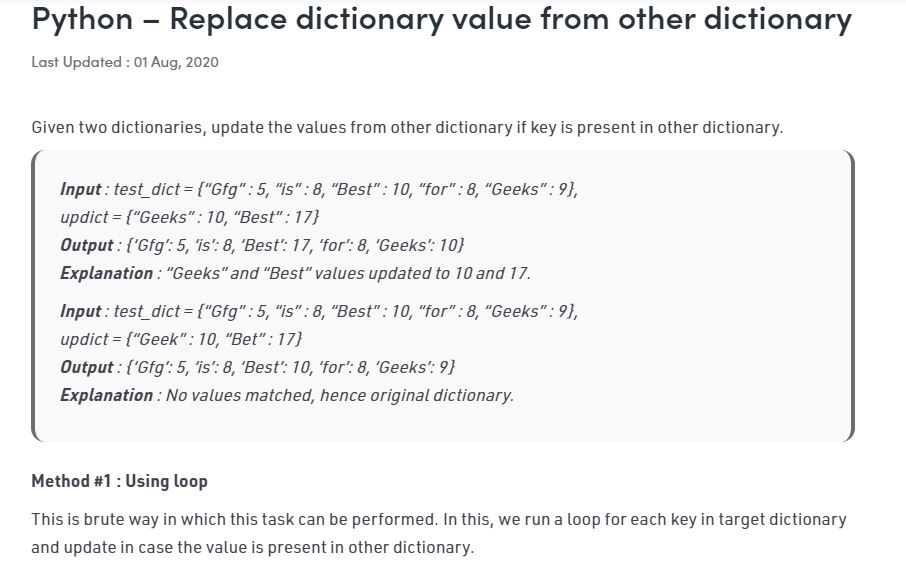 Python – Replace dictionary value from other dictionary
Last Updated : 01 Aug, 2020
Given two dictionaries, update the values from other dictionary if key is present in other dictionary.
Input : test_dict = {“Gfg” : 5, “is” : 8, “Best” : 10, “for” : 8, “Geeks” : 9},
updict = {“Geeks” : 10, “Best” : 17}
Output : {‘Gfg’: 5, ‘is’: 8, ‘Best’: 17, ‘for’: 8, ‘Geeks’: 10}
Explanation : “Geeks” and “Best” values updated to 10 and 17.
Input : test_dict = {“Gfg” : 5, “is” : 8, “Best” : 10, “for” : 8, “Geeks” : 9},
updict = {“Geek” : 10, “Bet” : 17}
Output : {‘Gfg’: 5, ‘is’: 8, ‘Best’: 10, ‘for’: 8, ‘Geeks’: 9}
Explanation : No values matched, hence original dictionary.
Method #1 : Using loop
This is brute way in which this task can be performed. In this, we run a loop for each key in target dictionary
and update in case the value is present in other dictionary.